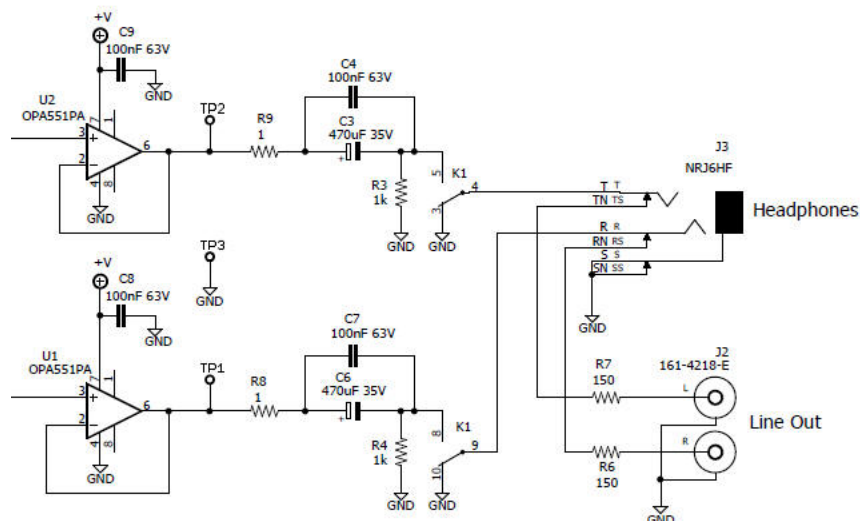 +V
C9
100nF 63V
GND
U2
OPA551PA
7
1
3
+
2
−
6
4
8
GND
TP2
R9
1
C4
100nF 63V
C3
470uF 35V
+
R3
1k
GND
5
3
K1
4
GND
J3
NRJ6HF
T T
TN TS
R R
RN RS
S S
SN SS
GND
Headphones
TP3
GND
+V
C8
100nF 63V
GND
U1
OPA551PA
7
1
3
+
2
−
6
4
8
GND
TP1
R8
1
C7
100nF 63V
C6
470uF 35V
+
R4
1k
GND
8
10
K1
9
GND
J2
161-4218-E
R7
150
L
R6
150
R
GND
Line Out